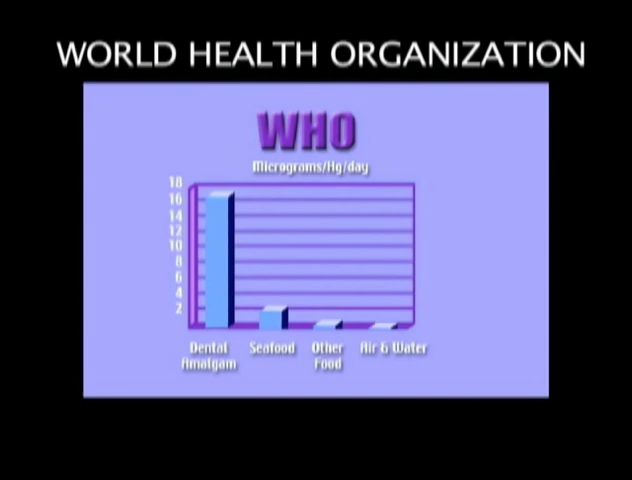 WORLD HEALTH ORGANIZATION
WHO
Micrograms/Hg/day
18
16
14
12
10
8
6
4
2
Dental Seafood Other Air & Water
Amalgam Food